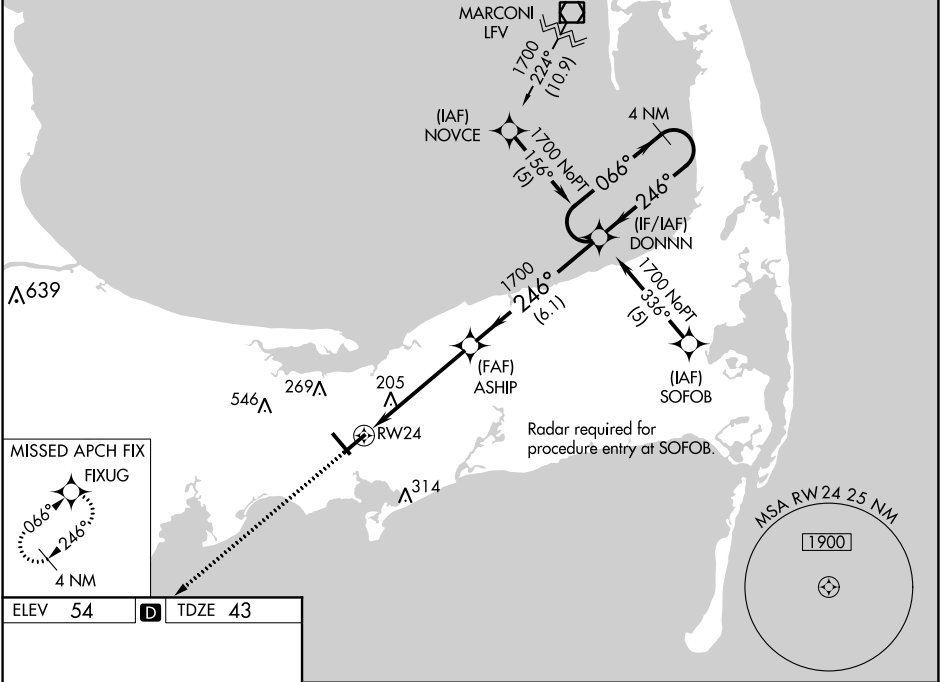 MARCONI
LFV
1700
224°
(10.9)
(IAF)
NOVCE
1700 NoPT
156°
(5)
4 NM
066°
246°
(IF/IAF)
DONNN
1700
246°
(6.1)
1700 NoPT
336°
(5)
639
(FAF)
ASHIP
(IAF)
SOFOB
546
269
205
RW24
Radar required for
procedure entry at SOFOB.
314
MISSED APCH FIX
FIXUG
066°
246°
4 NM
MSA RW24 25 NM
1900
ELEV 54 D TDZE 43